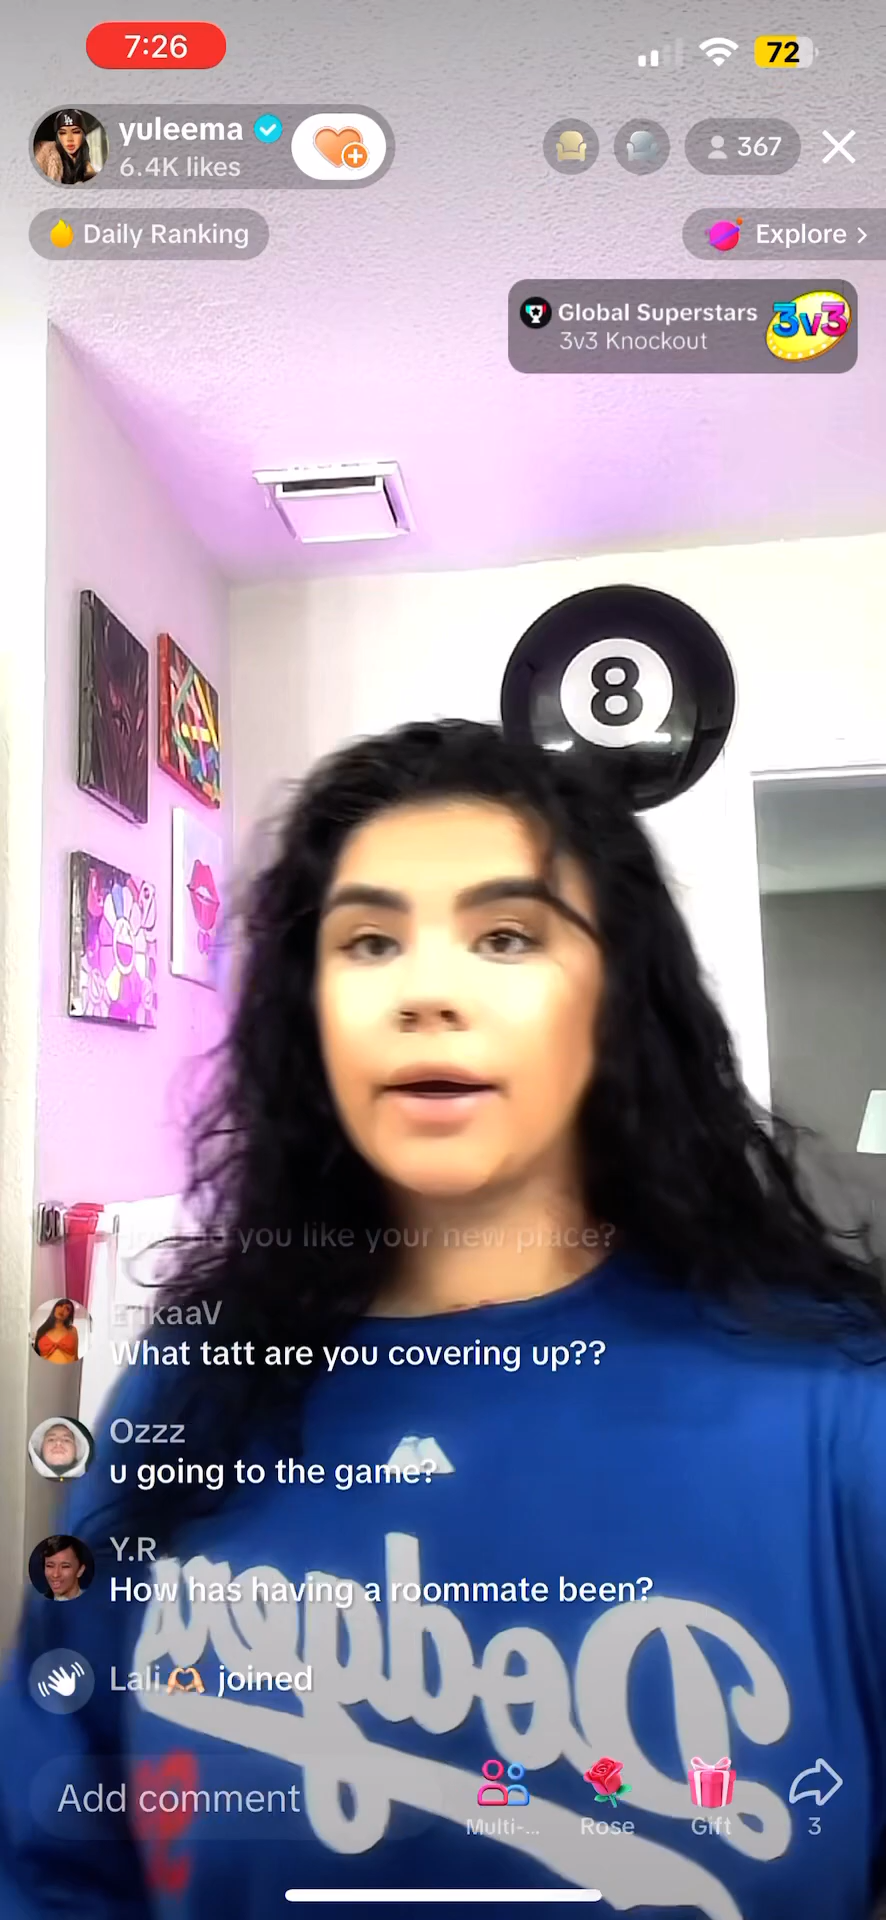 7:26
72
yuleema
6.4K likes
367
Daily Ranking
Explore >
Global Superstars
3v3
3v3 Knockout
8
you like your new place?
ErikaaV
What tatt are you covering up??
Ozzz
u going to the game?
Y.R
How has having a roommate been?
Lali🫶🏼 joined
Dodgers
Add comment
Multi-...
Rose
Gift
3